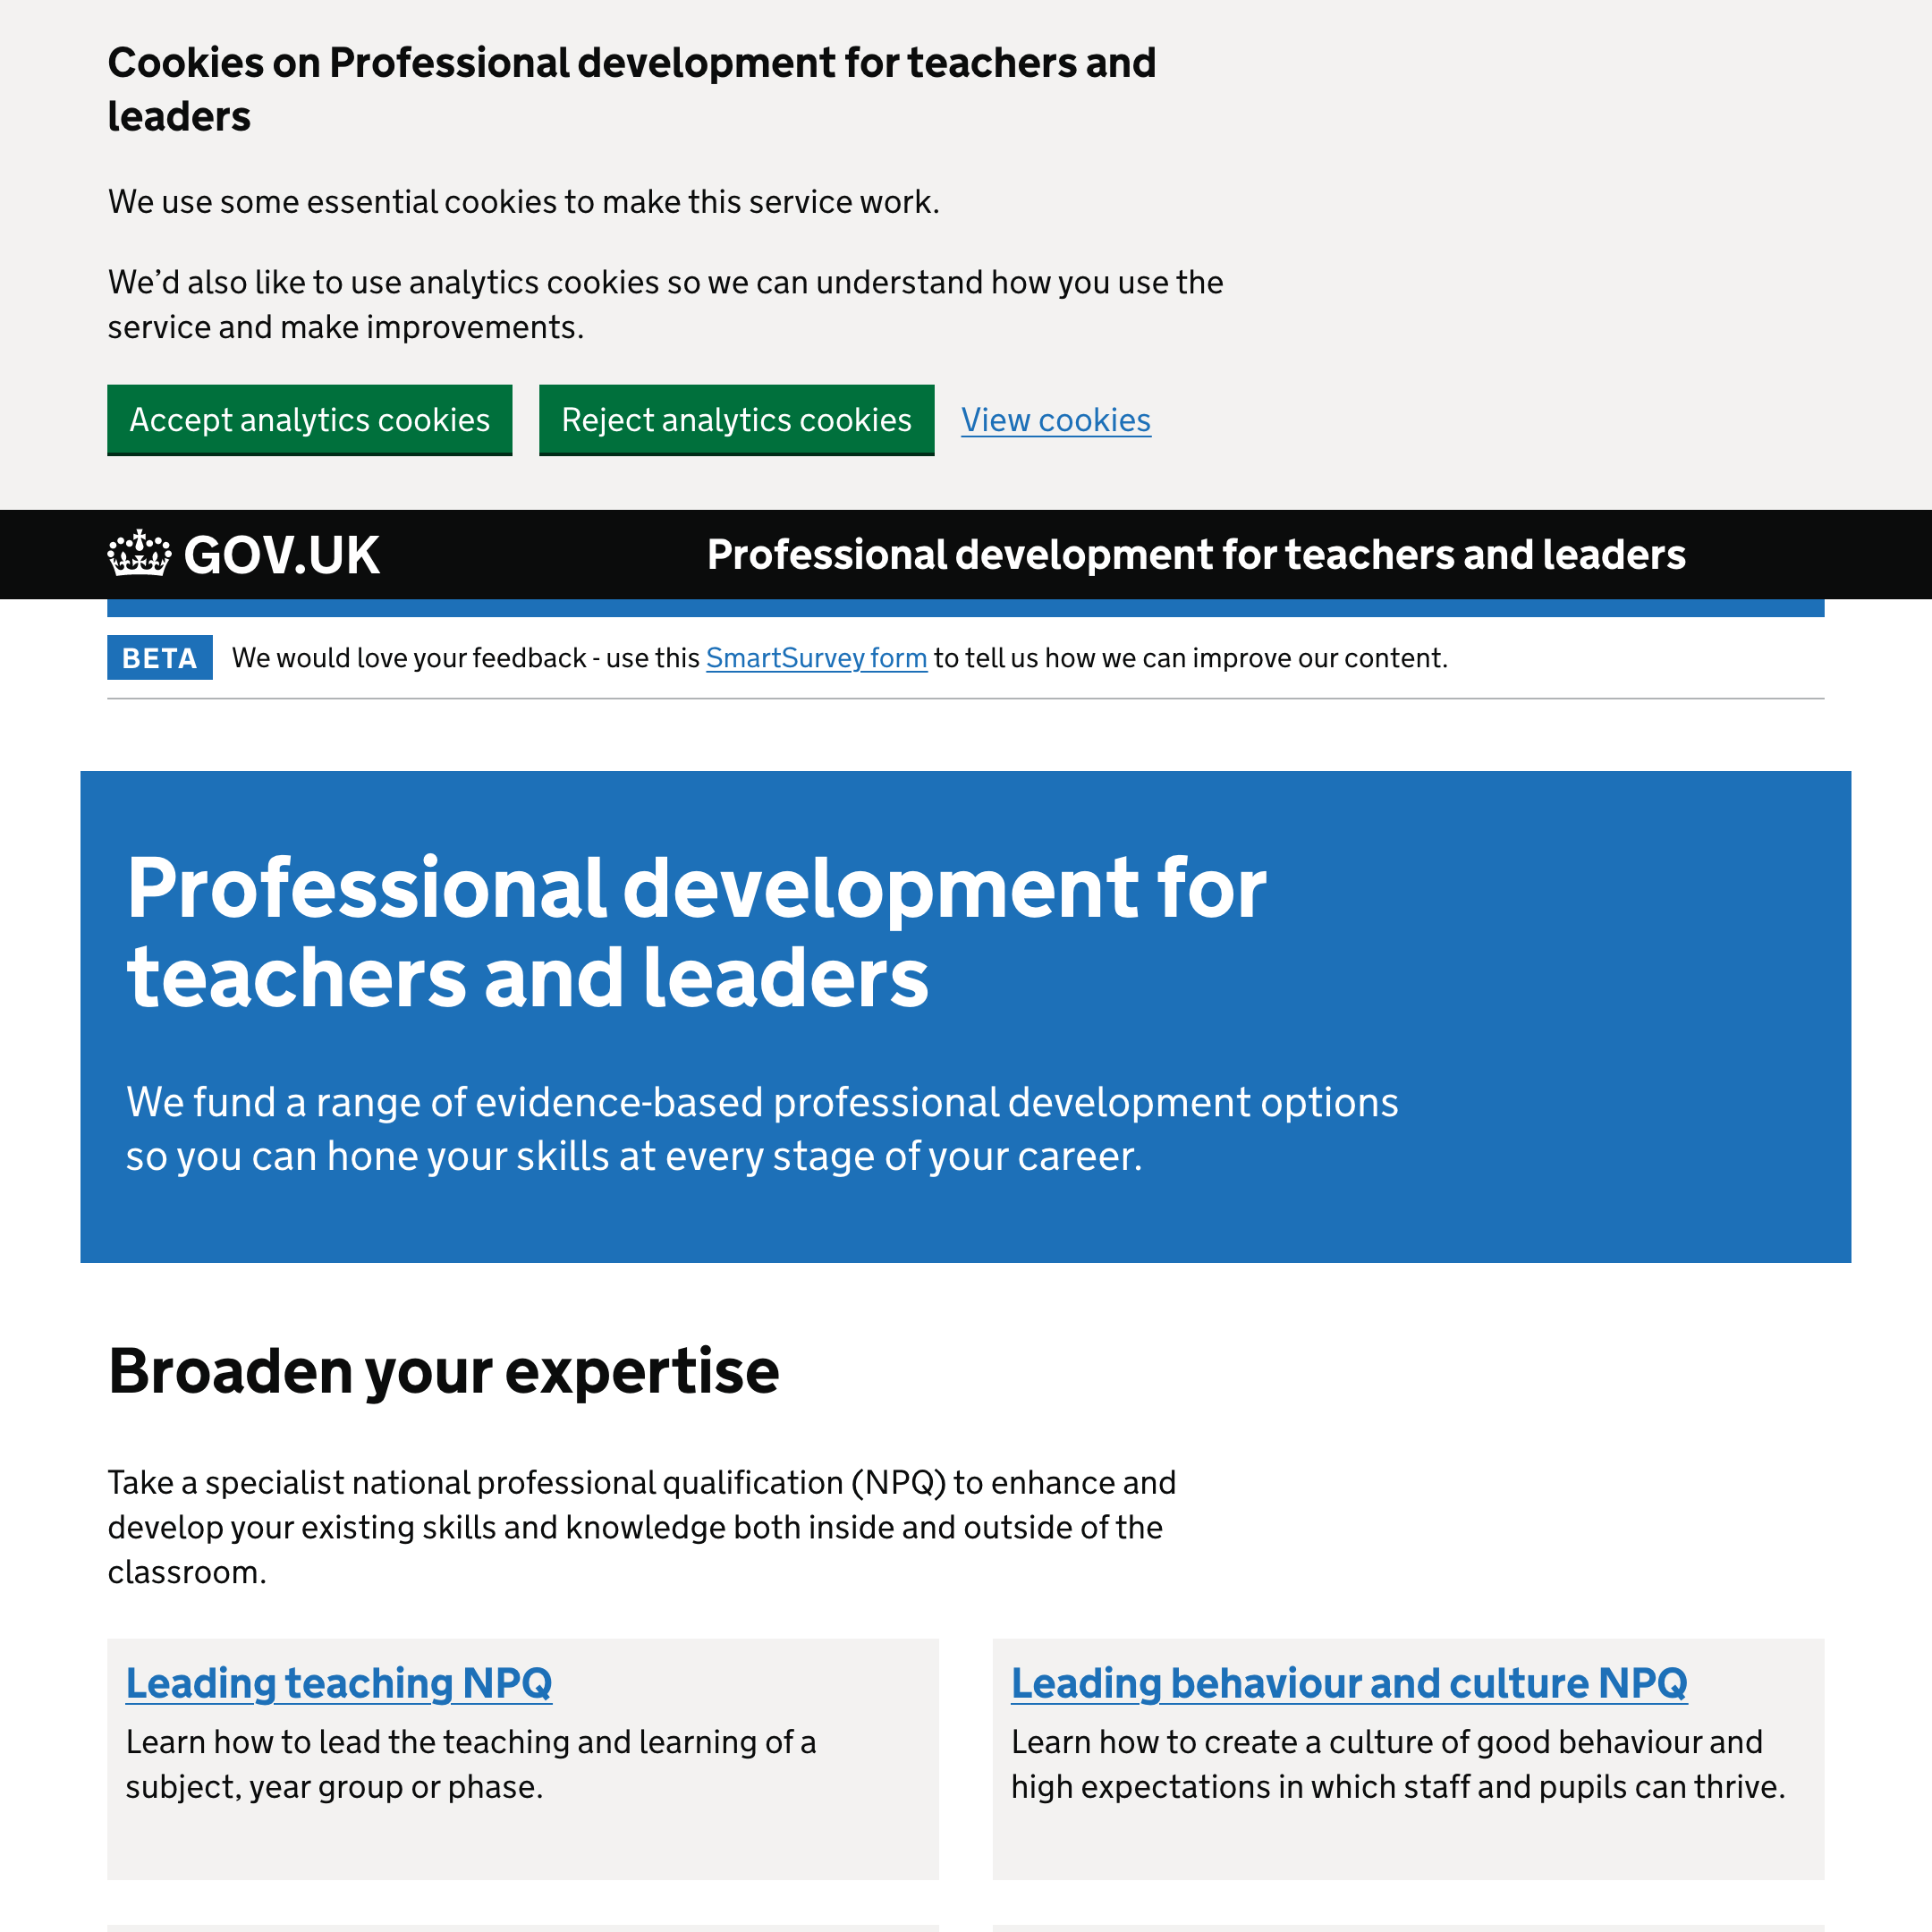 Cookies on Professional development for teachers and
leaders
We use some essential cookies to make this service work.
We’d also like to use analytics cookies so we can understand how you use the
service and make improvements.
Accept analytics cookies
Reject analytics cookies
View cookies
GOV.UK
Professional development for teachers and leaders
BETA
We would love your feedback - use this SmartSurvey form to tell us how we can improve our content.
Professional development for
teachers and leaders
We fund a range of evidence-based professional development options
so you can hone your skills at every stage of your career.
Broaden your expertise
Take a specialist national professional qualification (NPQ) to enhance and
develop your existing skills and knowledge both inside and outside of the
classroom.
Leading teaching NPQ
Learn how to lead the teaching and learning of a
subject, year group or phase.
Leading behaviour and culture NPQ
Learn how to create a culture of good behaviour and
high expectations in which staff and pupils can thrive.